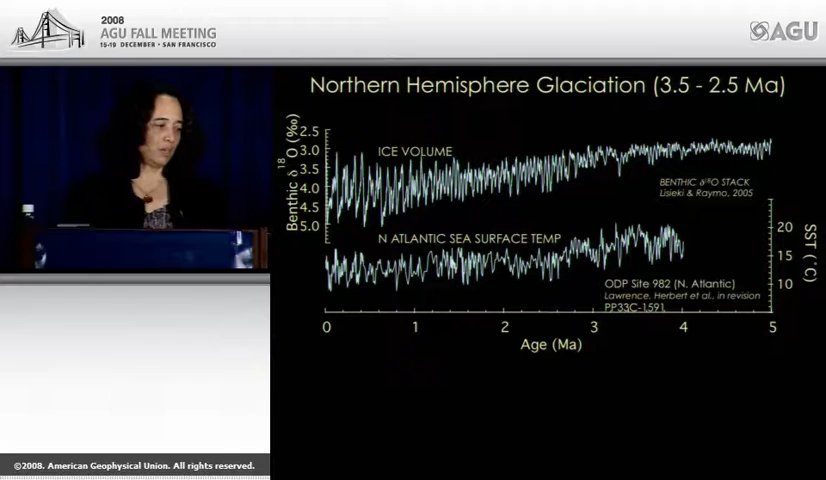 2008
AGU FALL MEETING
15-19 DECEMBER • SAN FRANCISCO
AGU
Northern Hemisphere Glaciation (3.5 - 2.5 Ma)
Benthic δ18O (‰)
2.5
3.0
3.5
4.0
4.5
5.0
ICE VOLUME
BENTHIC δ18O STACK
Lisieki & Raymo, 2005
N ATLANTIC SEA SURFACE TEMP
20
15
10
SST (°C)
ODP Site 982 (N. Atlantic)
Lawrence, Herbert et al., in revision
PP33C-1591
0 1 2 3 4 5
Age (Ma)
©2008. American Geophysical Union. All rights reserved.